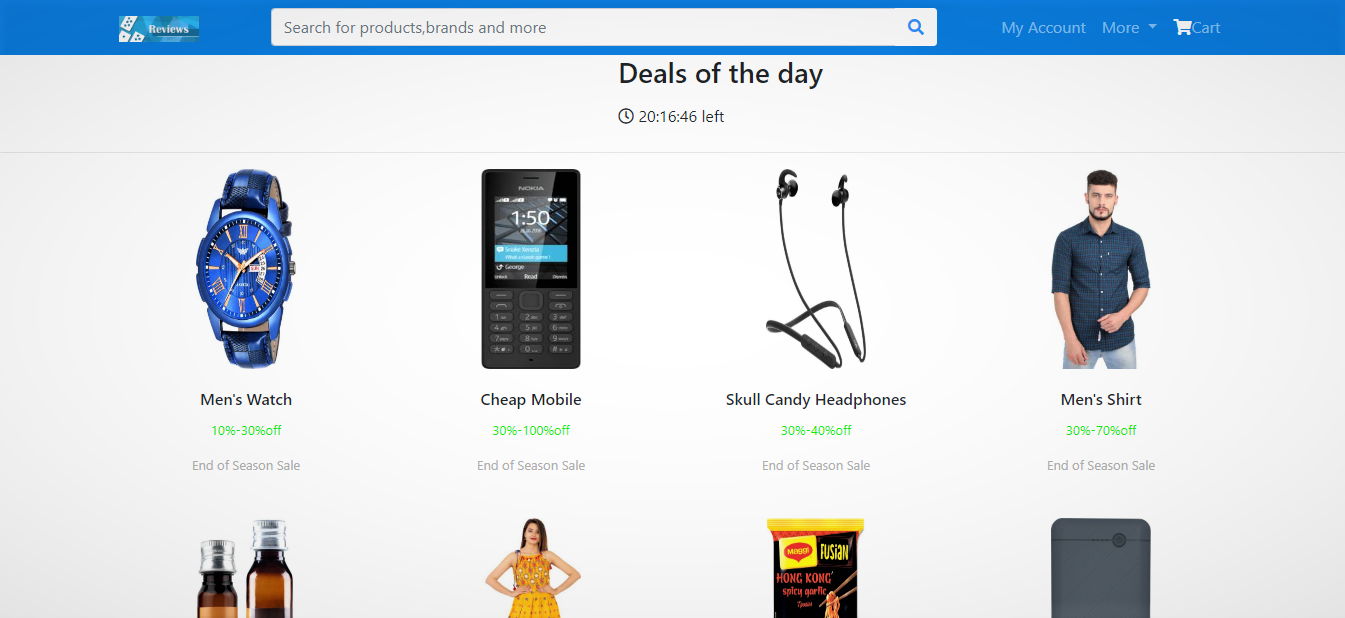 Reviews
Search for products,brands and more
My Account More Cart
Deals of the day
20:16:46 left
NOKIA
1:50
Snake Xenzia
George
Read
Men's Watch Cheap Mobile Skull Candy Headphones Men's Shirt
10%-30%off 30%-100%off 30%-40%off 30%-70%off
End of Season Sale End of Season Sale End of Season Sale End of Season Sale
Maggi FUSIAN
HONG KONG
spicy garlic